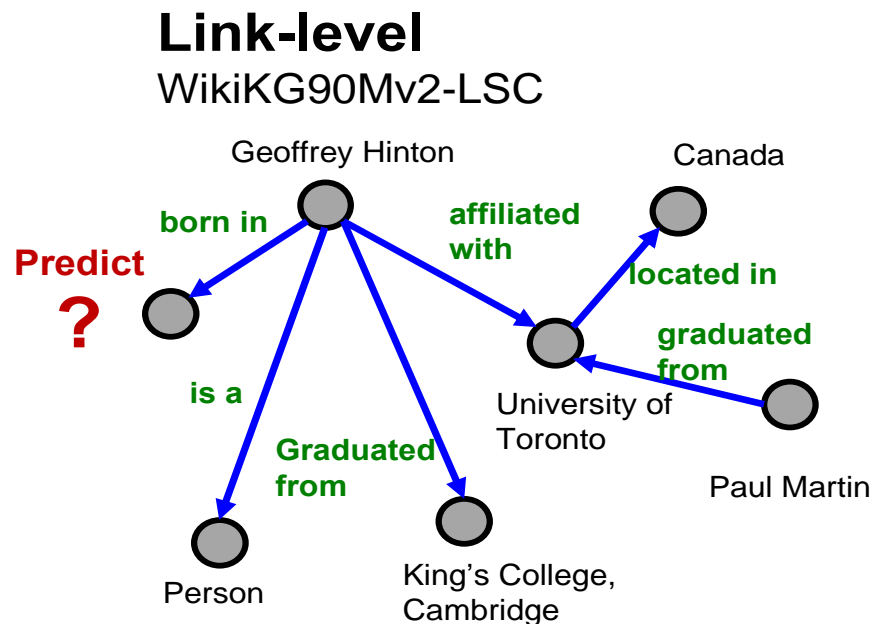 Link-level
WikiKG90Mv2-LSC
Geoffrey Hinton
Canada
born in
affiliated
with
Predict
?
located in
graduated
from
is a
University of
Toronto
Graduated
from
Paul Martin
Person
King's College,
Cambridge